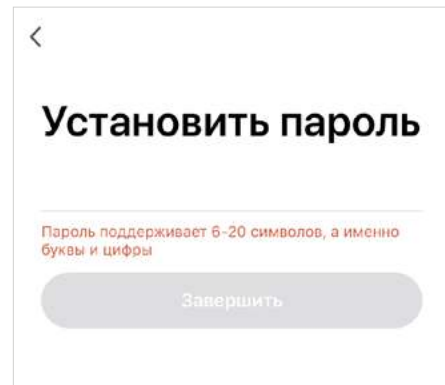 Установить пароль
Пароль поддерживает 6-20 символов, а именно
буквы и цифры
Завершить